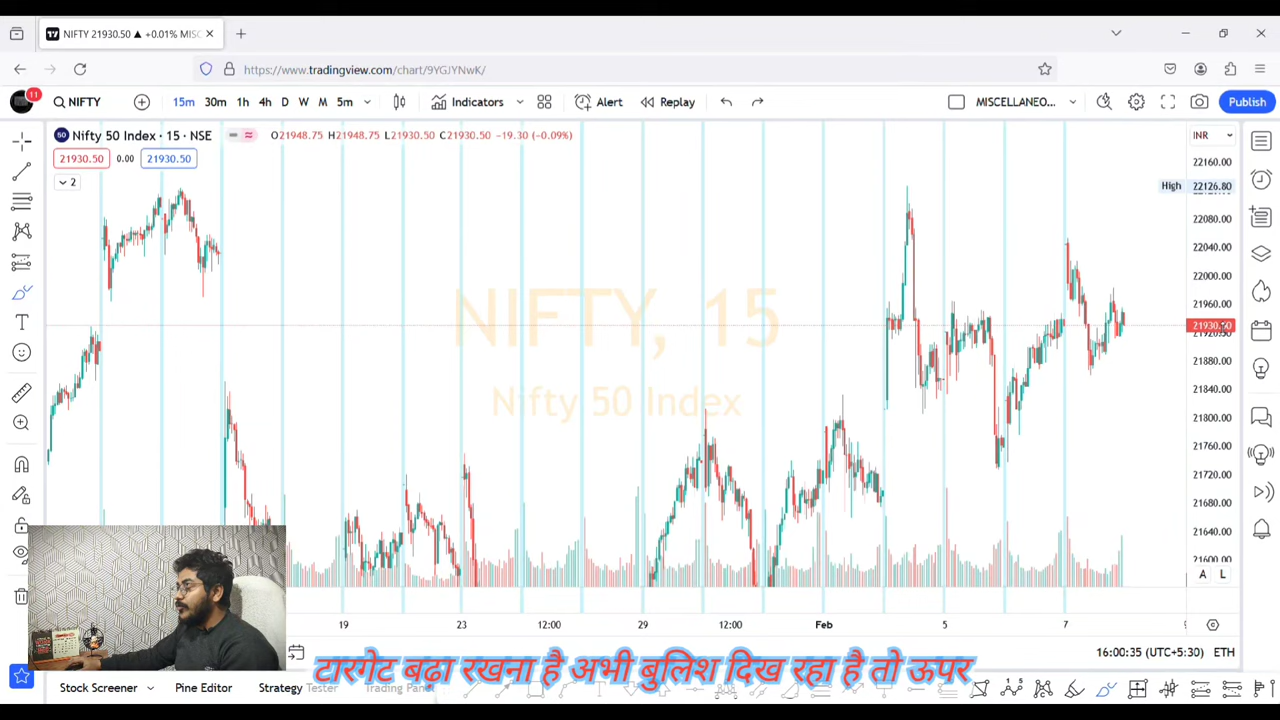 NIFTY 21930.50 ▲ +0.01% MISC
https://www.tradingview.com/chart/9YGJYNwK/
11 NIFTY 15m 30m 1h 4h D W M 5m Indicators Alert Replay MISCELLANEO... Publish
Nifty 50 Index · 15 · NSE O21948.75 H21948.75 L21930.50 C21930.50 −19.30 (−0.09%) INR
21930.50 0.00 21930.50
2
22160.00
High 22126.80
22080.00
22040.00
22000.00
21960.00
21930.50
21920.00
21880.00
21840.00
21800.00
21760.00
21720.00
21680.00
21640.00
21600.00
NIFTY, 15
Nifty 50 Index
A L
19 23 12:00 29 12:00 Feb 5 7
16:00:35 (UTC+5:30) ETH
टारगेट बढ़ा रखना है अभी बुलिश दिख रहा है तो ऊपर
Stock Screener Pine Editor Strategy Tester Trading Panel